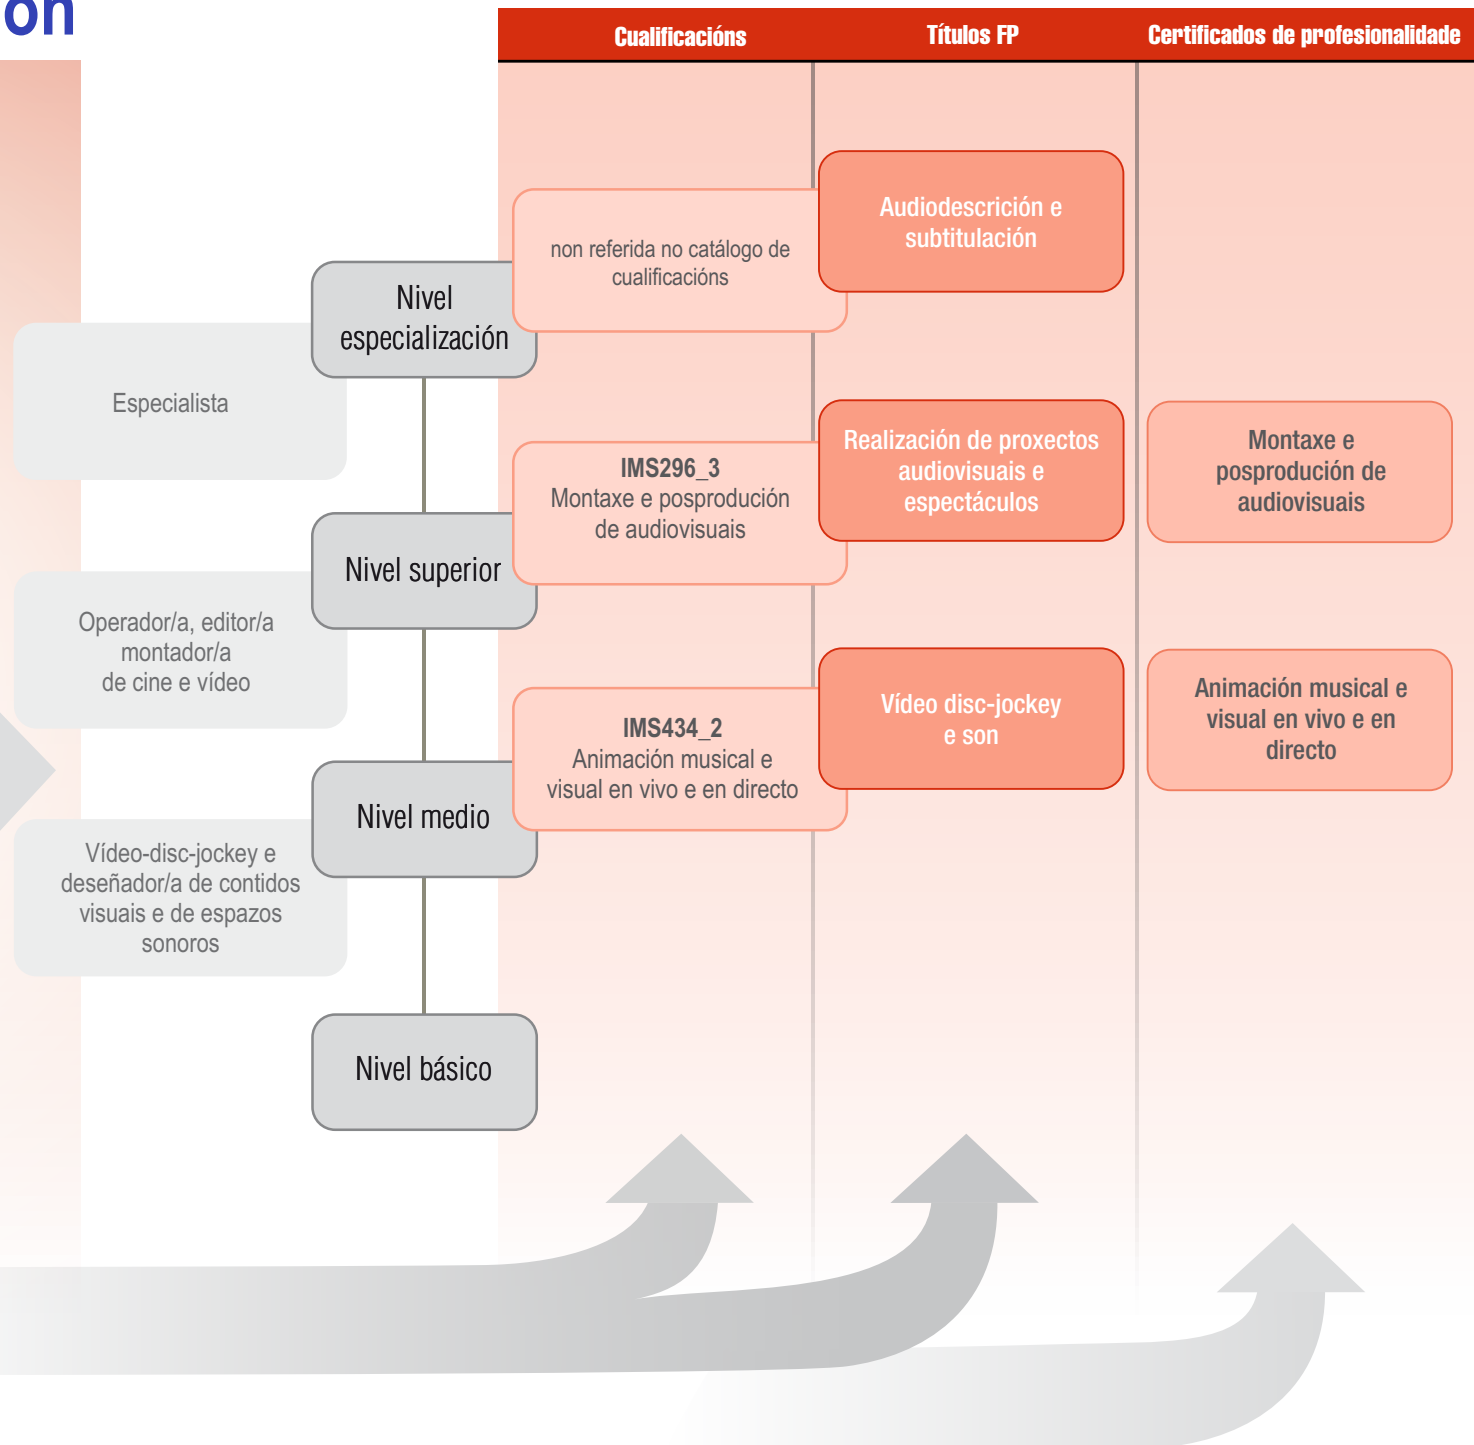 ón
Cualificacións
Títulos FP
Certificados de profesionalidade
Audiodescrición e
subtitulación
non referida no catálogo de
cualificacións
Nivel
especialización
Especialista
Realización de proxectos
audiovisuais e
espectáculos
Montaxe e
posprodución de
audiovisuais
IMS296_3
Montaxe e posprodución
de audiovisuais
Nivel superior
Operador/a, editor/a
montador/a
de cine e vídeo
Vídeo disc-jockey
e son
Animación musical e
visual en vivo e en
directo
IMS434_2
Animación musical e
visual en vivo e en directo
Nivel medio
Vídeo-disc-jockey e
deseñador/a de contidos
visuais e de espazos
sonoros
Nivel básico